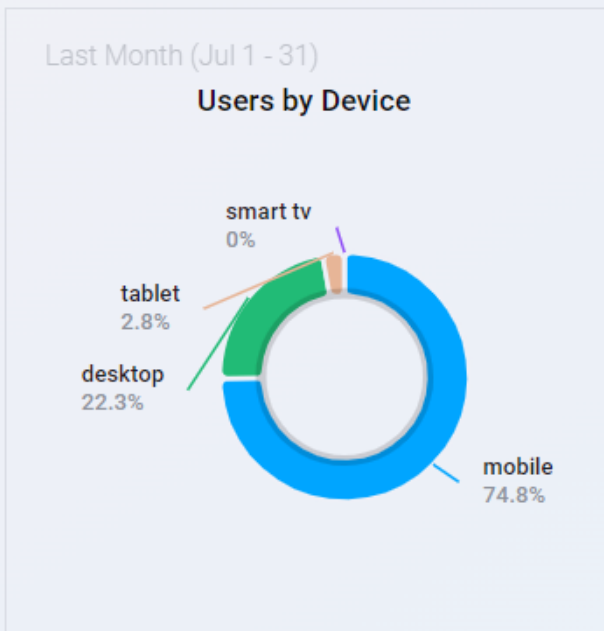 Last Month (Jul 1 - 31)
Users by Device
smart tv
0%
tablet
2.8%
desktop
22.3%
mobile
74.8%